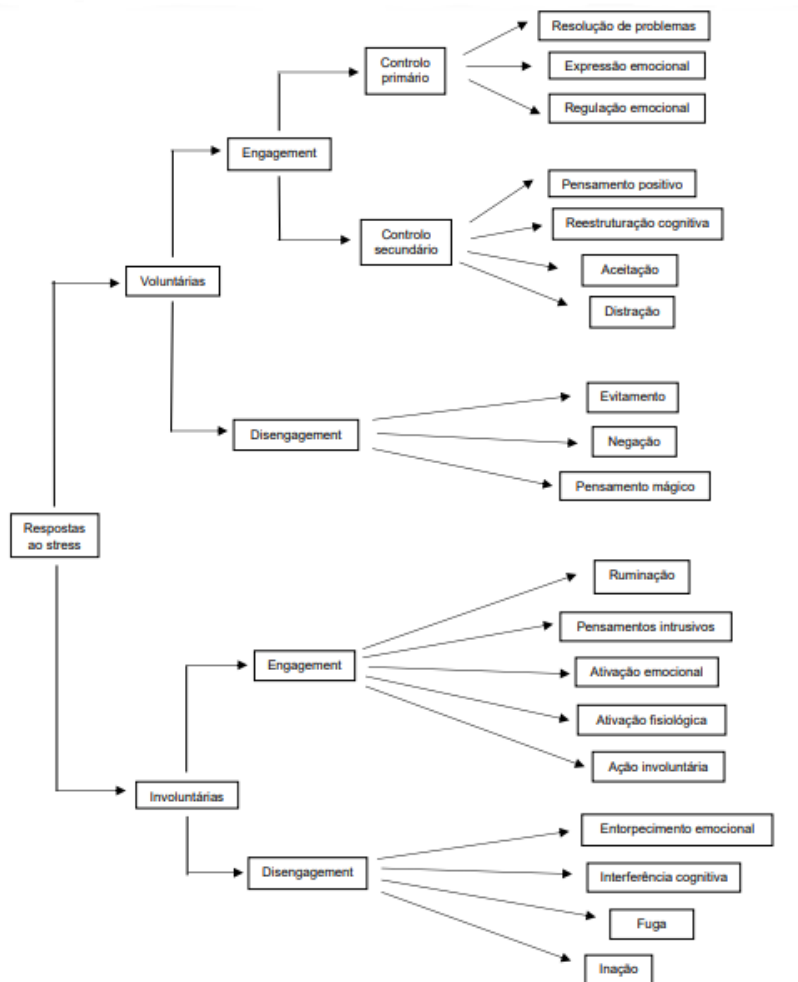 Resolução de problemas
Controlo
primário
Expressão emocional
Regulação emocional
Engagement
Pensamento positivo
Reestruturação cognitiva
Controlo
secundário
Aceitação
Distração
Voluntárias
Evitamento
Disengagement
Negação
Pensamento mágico
Respostas
ao stress
Ruminação
Pensamentos intrusivos
Engagement
Ativação emocional
Ativação fisiológica
Ação involuntária
Involuntárias
Entorpecimento emocional
Disengagement
Interferência cognitiva
Fuga
Inação